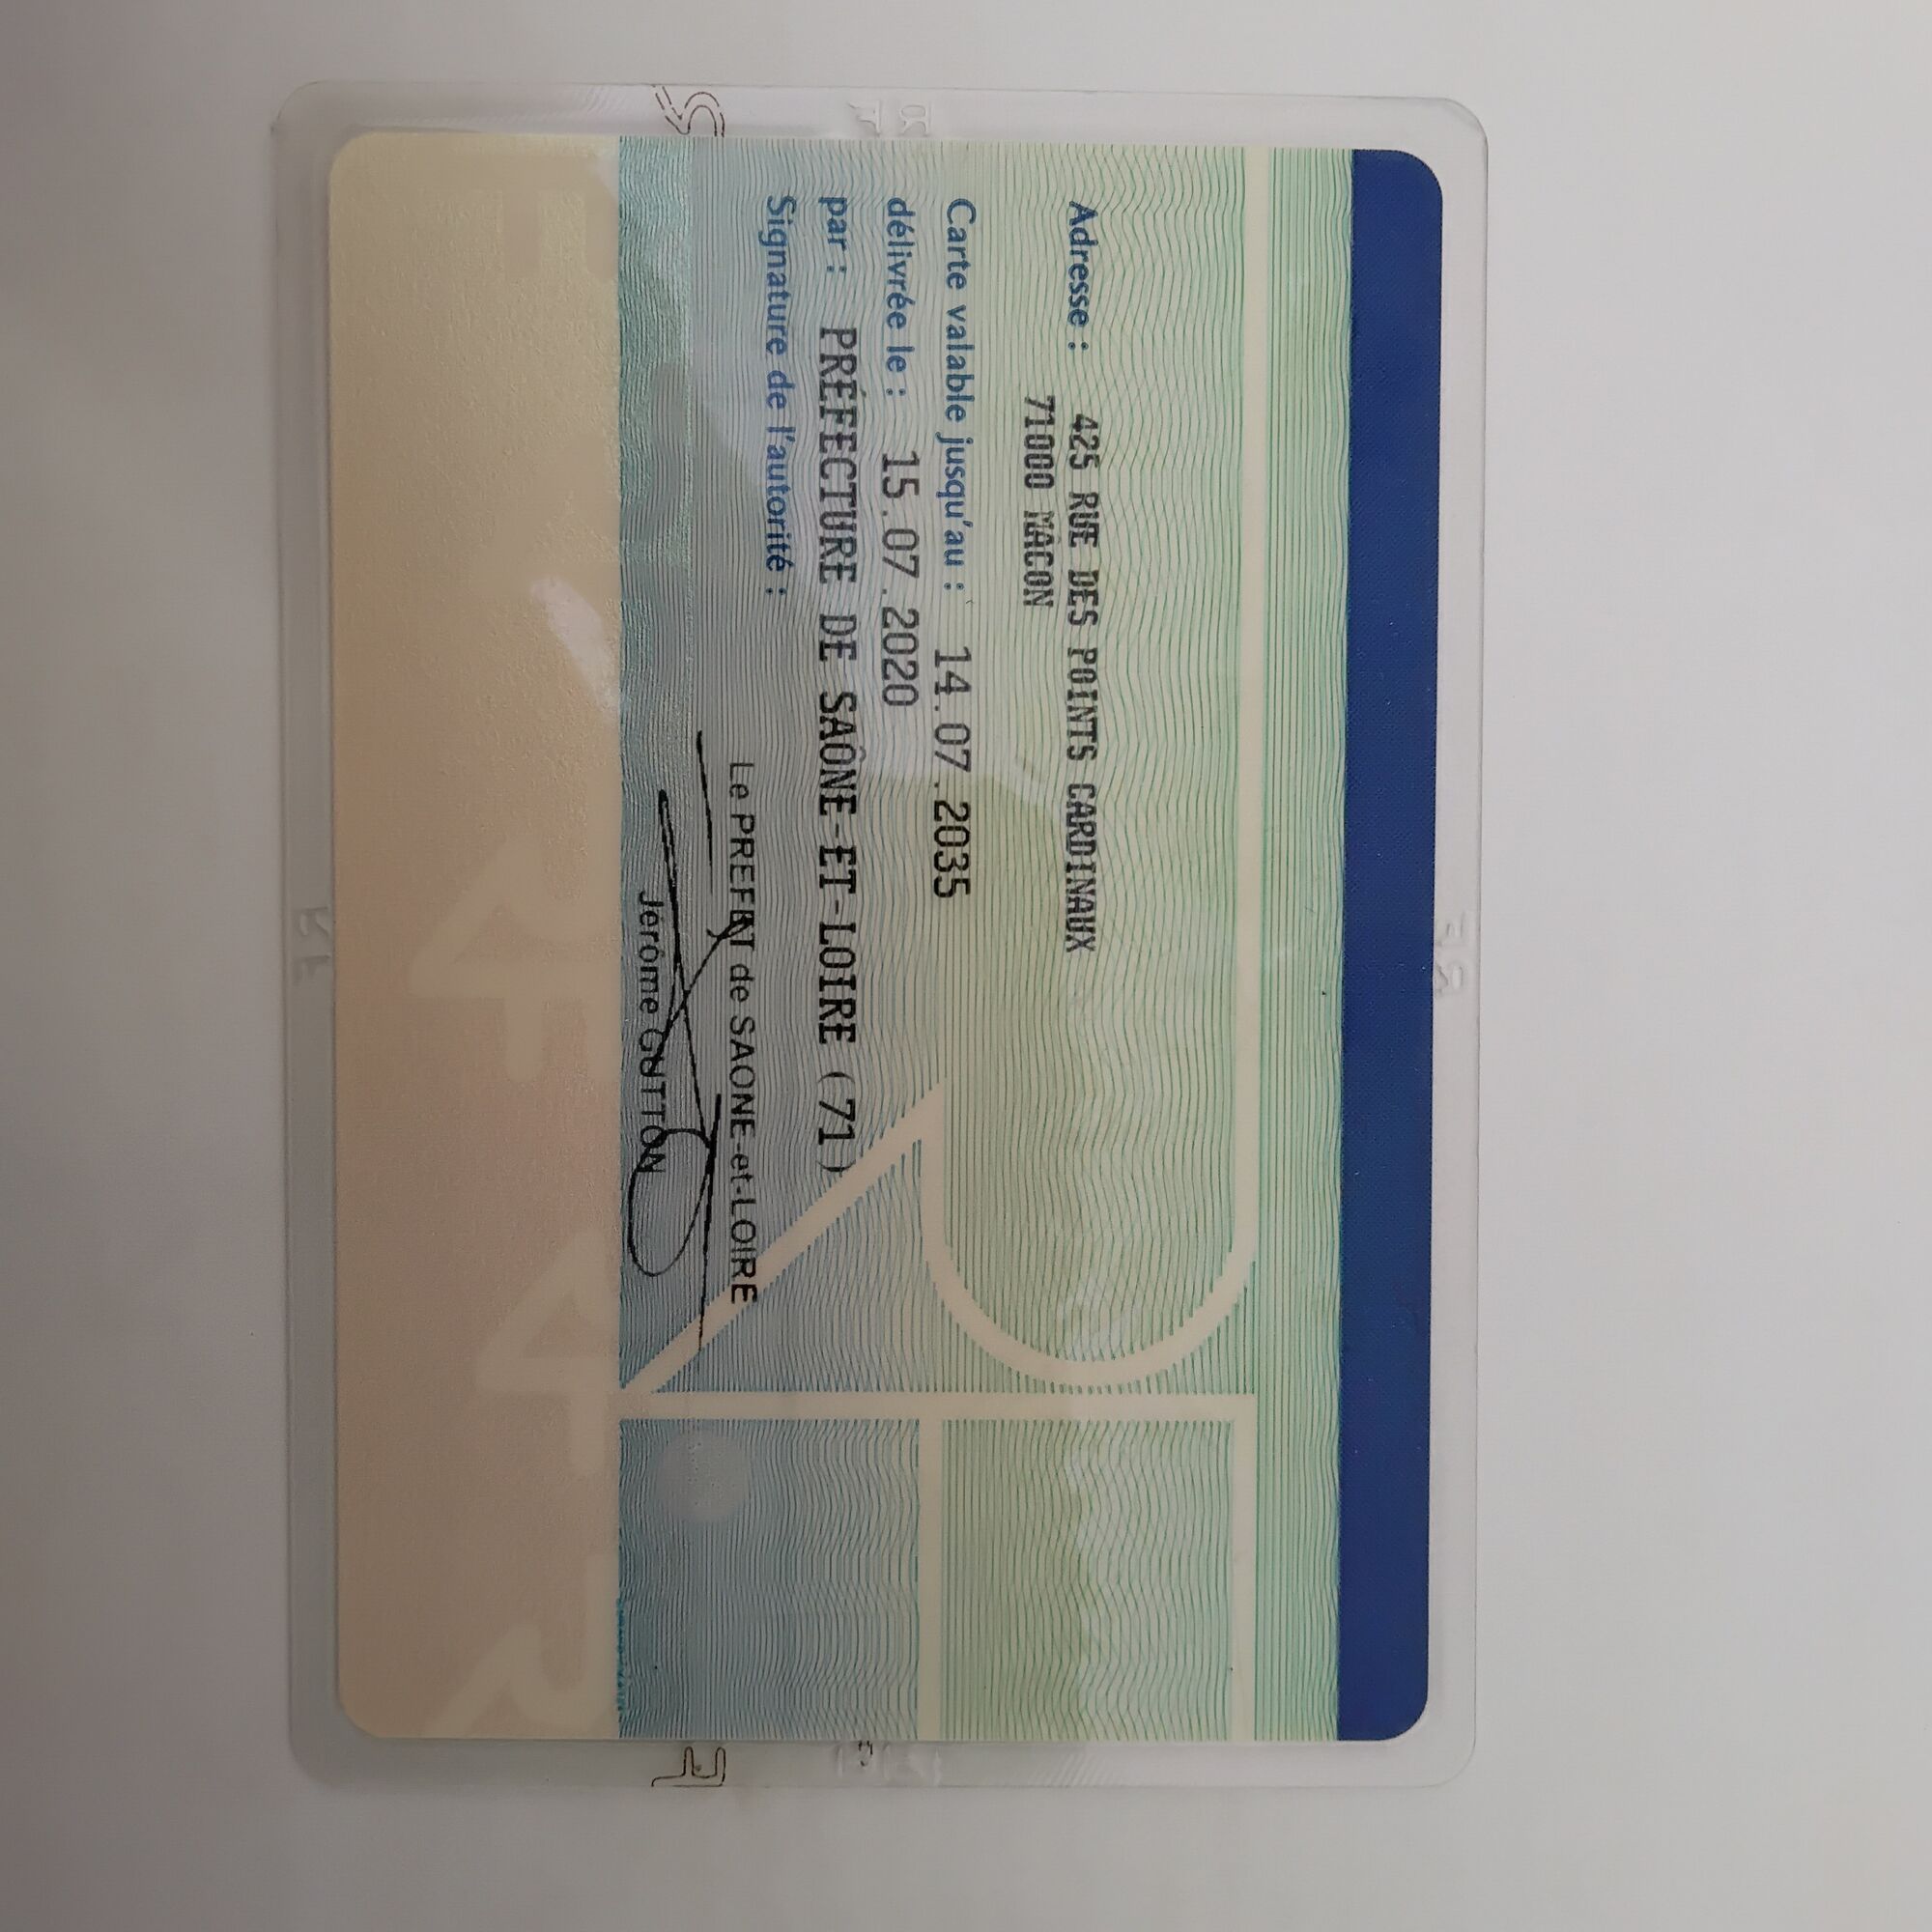 Adresse : 425 RUE DES POINTS CARDINAUX
71000 MÂCON
Carte valable jusqu'au : 14.07.2035
délivrée le : 15.07.2020
par : PRÉFECTURE DE SAÔNE-ET-LOIRE (71)
Signature de l'autorité :
Le PREFET de SAONE-et-LOIRE
Jérôme GUTTON